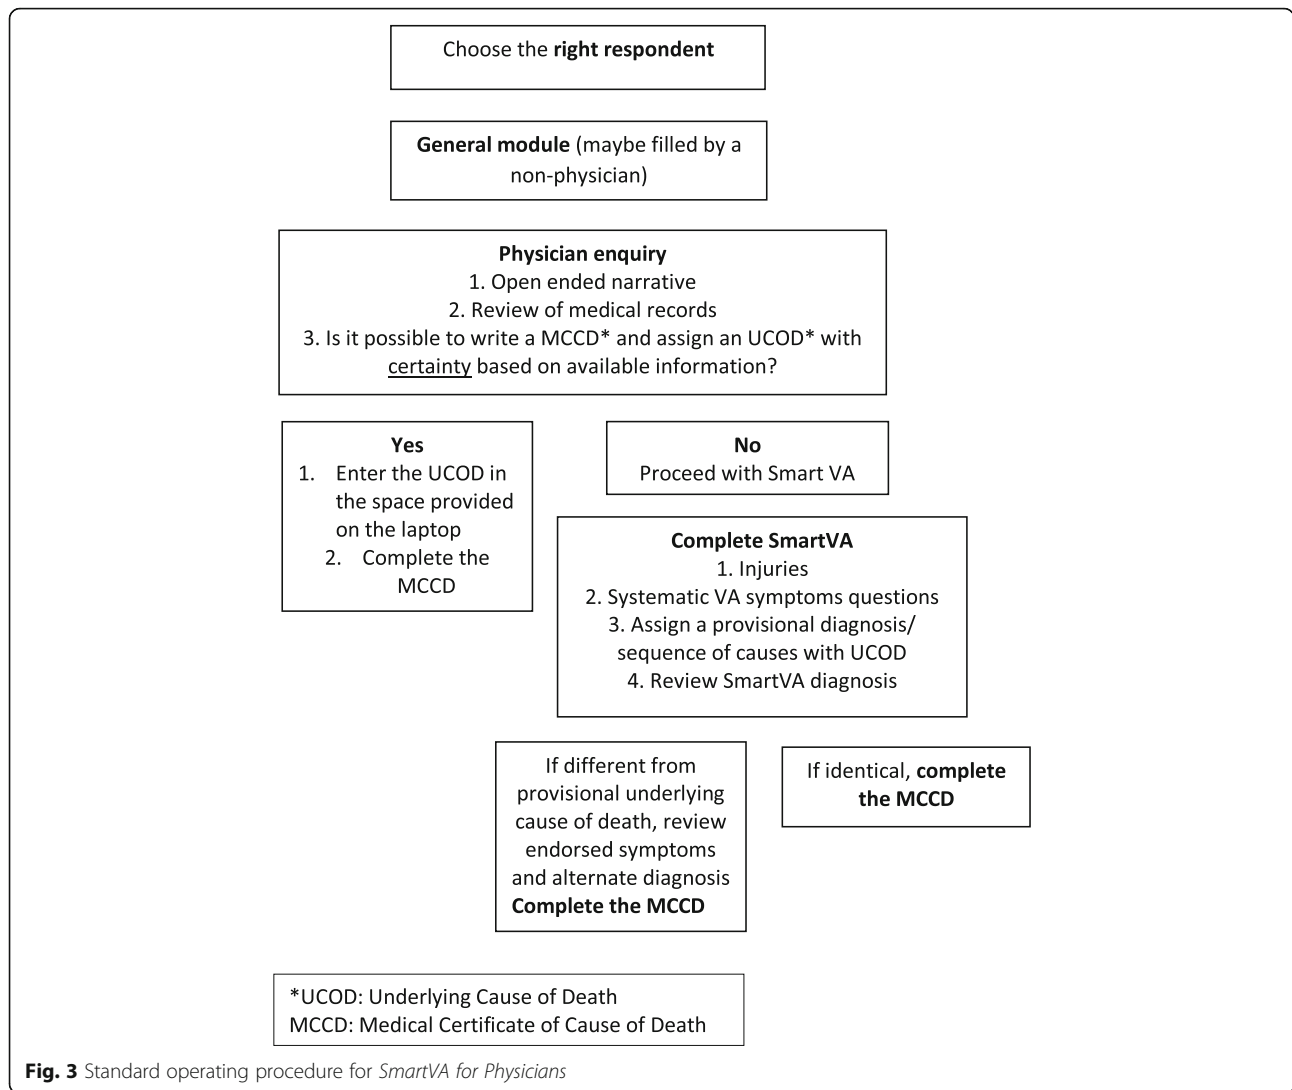 Choose the right respondent
General module (maybe filled by a
non-physician)
Physician enquiry
1. Open ended narrative
2. Review of medical records
3. Is it possible to write a MCCD* and assign an UCOD* with
certainty based on available information?
Yes
1. Enter the UCOD in
the space provided
on the laptop
2. Complete the
MCCD
No
Proceed with Smart VA
Complete SmartVA
1. Injuries
2. Systematic VA symptoms questions
3. Assign a provisional diagnosis/
sequence of causes with UCOD
4. Review SmartVA diagnosis
If different from
provisional underlying
cause of death, review
endorsed symptoms
and alternate diagnosis
Complete the MCCD
If identical, complete
the MCCD
*UCOD: Underlying Cause of Death
MCCD: Medical Certificate of Cause of Death
Fig. 3 Standard operating procedure for SmartVA for Physicians